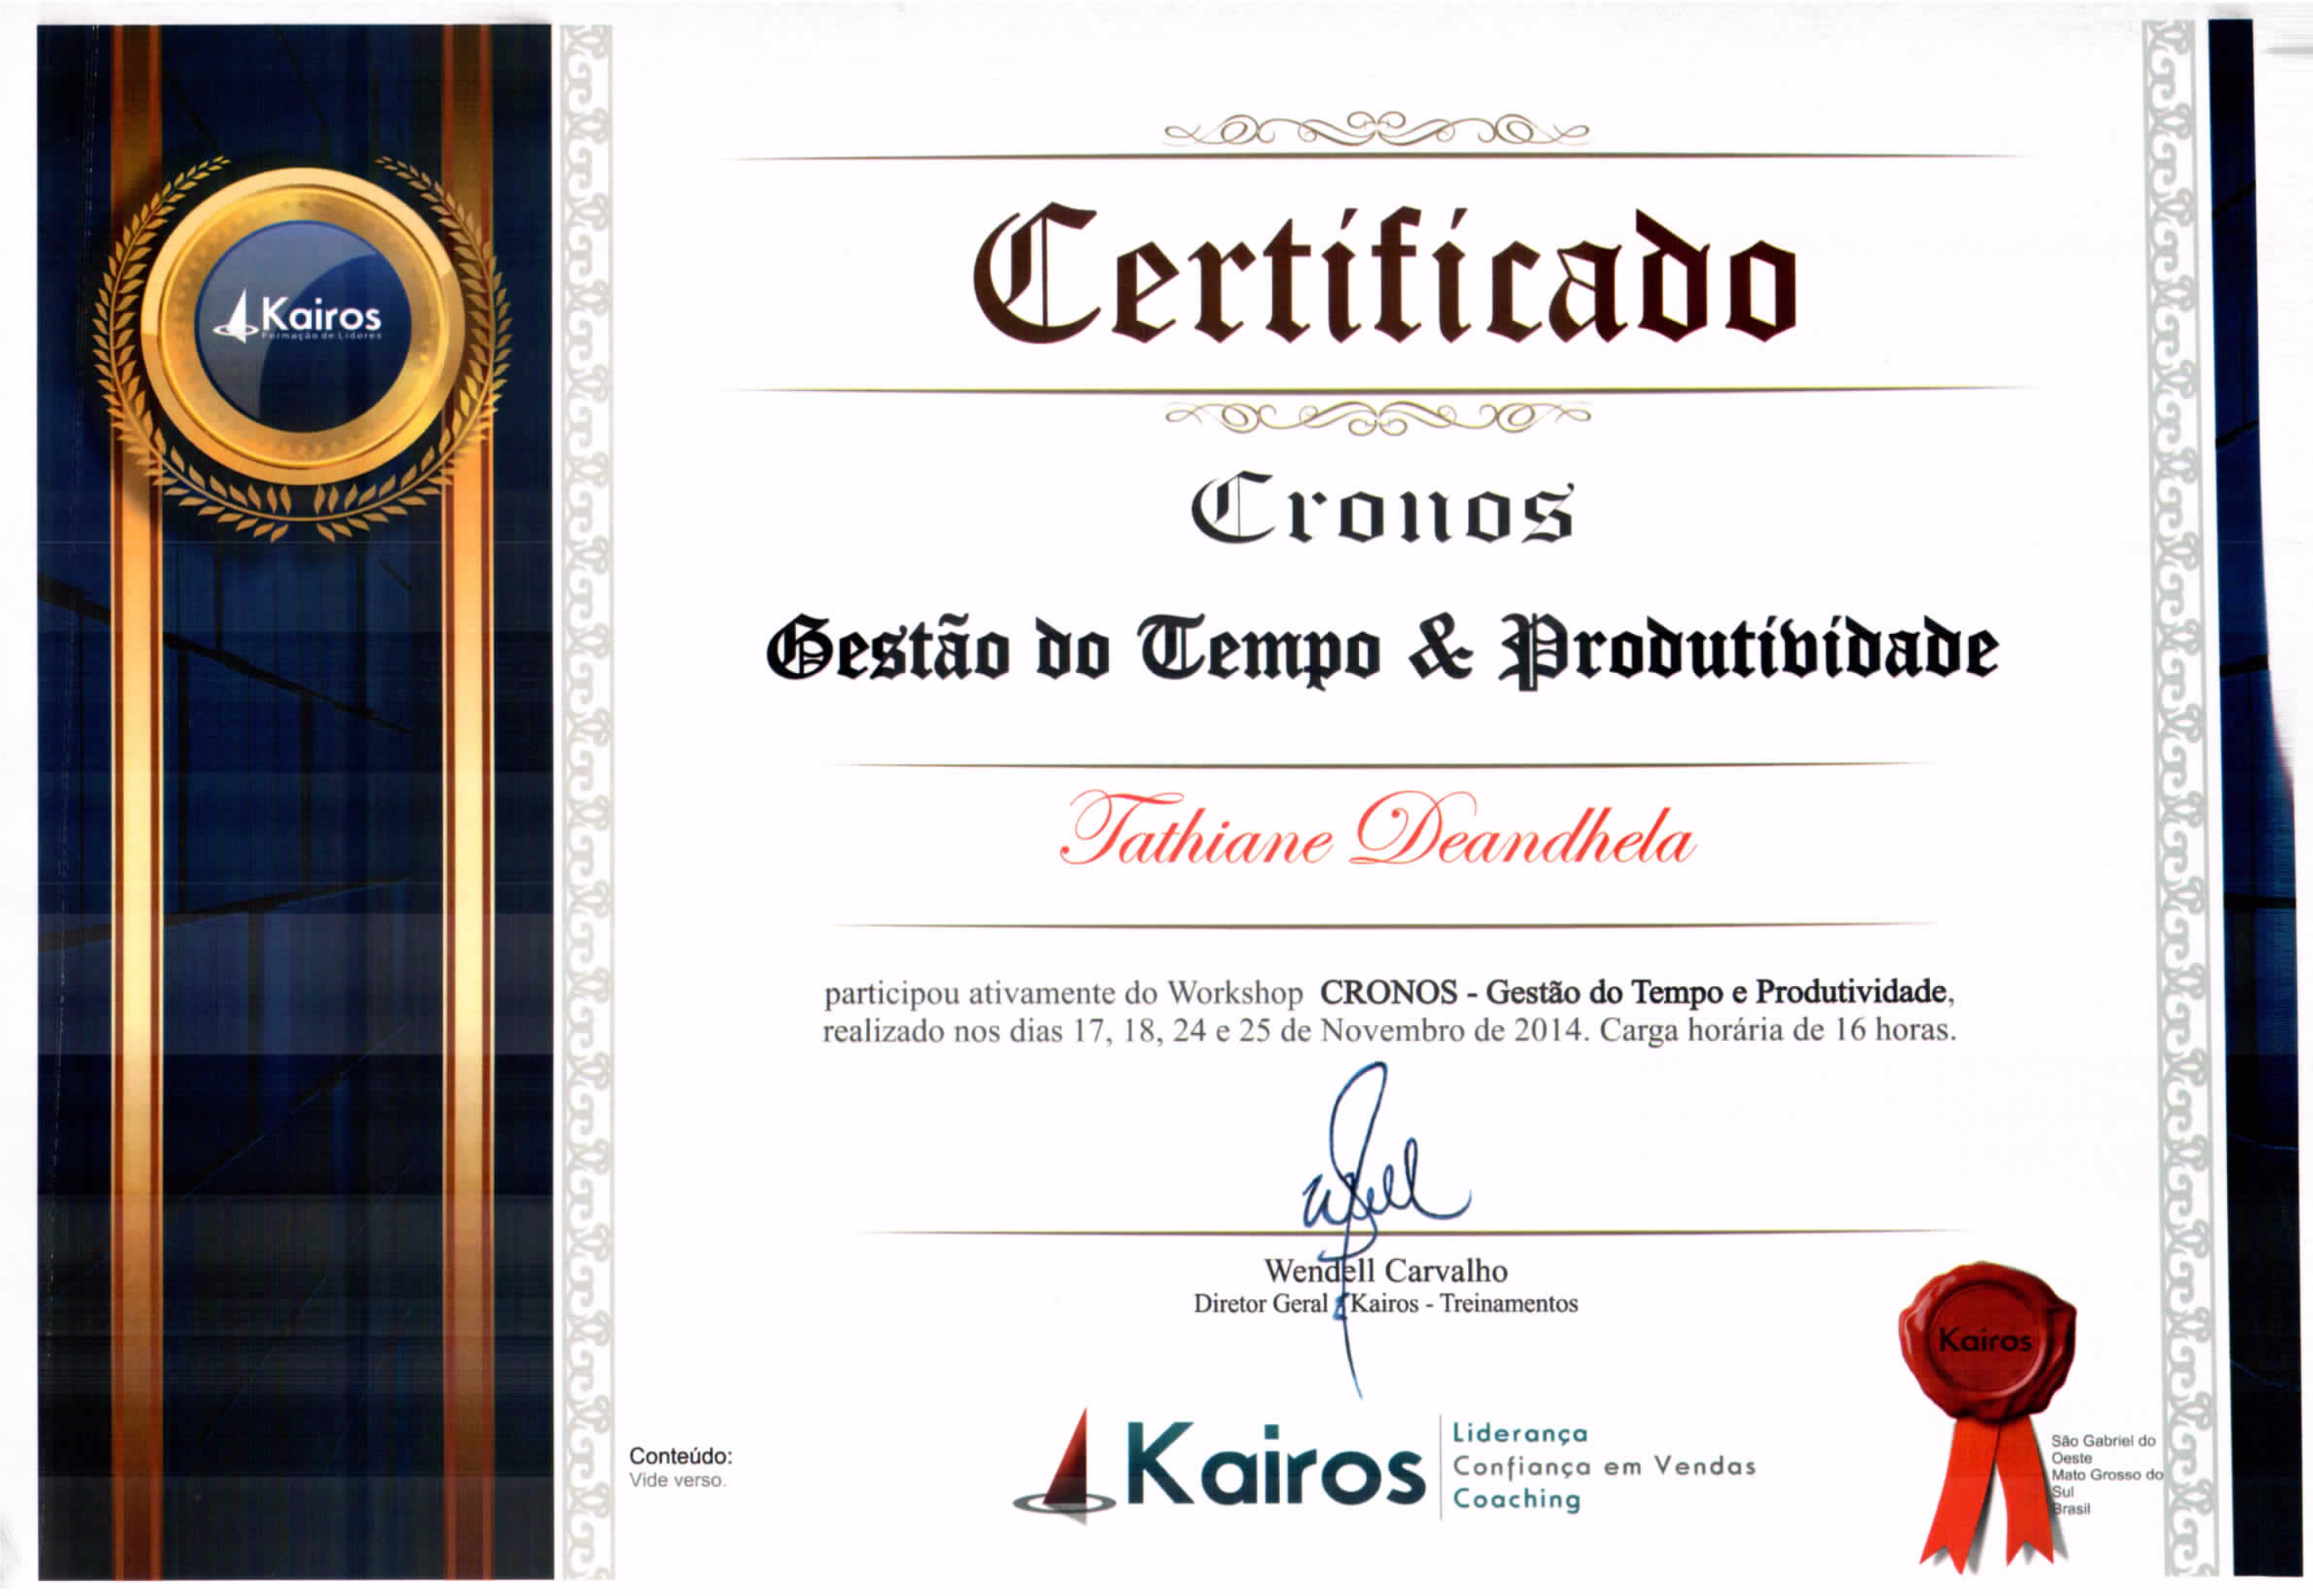 Kairos
Formação de Líderes
Certificado
Cronos
Gestão do Tempo & Produtividade
Tathiane Deandhela
participou ativamente do Workshop CRONOS - Gestão do Tempo e Produtividade,
realizado nos dias 17, 18, 24 e 25 de Novembro de 2014. Carga horária de 16 horas.
Wendell Carvalho
Diretor Geral - Kairos - Treinamentos
Conteúdo:
Vide verso.
Kairos
Liderança
Confiança em Vendas
Coaching
Kairos
São Gabriel do
Oeste
Mato Grosso do
Sul
Brasil